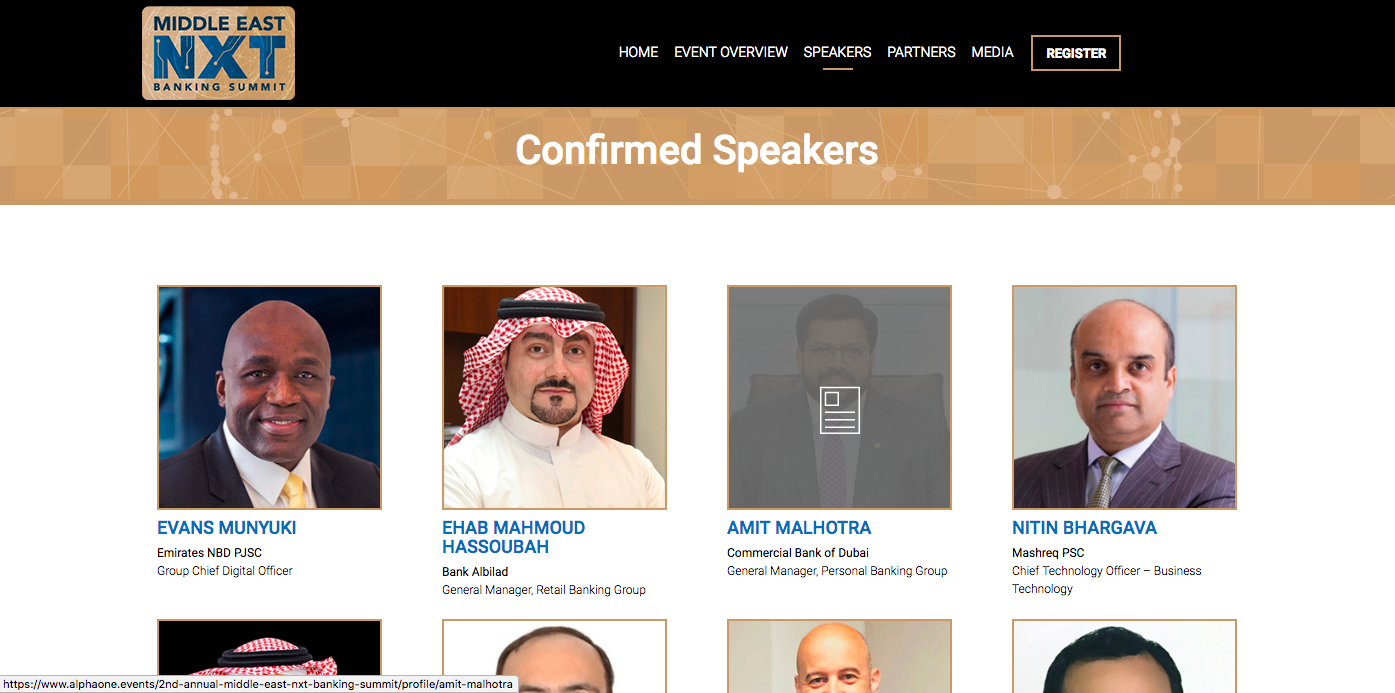 MIDDLE EAST
NXT
BANKING SUMMIT
HOME EVENT OVERVIEW SPEAKERS PARTNERS MEDIA REGISTER
Confirmed Speakers
EVANS MUNYUKI
Emirates NBD PJSC
Group Chief Digital Officer
EHAB MAHMOUD
HASSOUBAH
Bank Albilad
General Manager, Retail Banking Group
AMIT MALHOTRA
Commercial Bank of Dubai
General Manager, Personal Banking Group
NITIN BHARGAVA
Mashreq PSC
Chief Technology Officer – Business
Technology
https://www.alphaone.events/2nd-annual-middle-east-nxt-banking-summit/profile/amit-malhotra